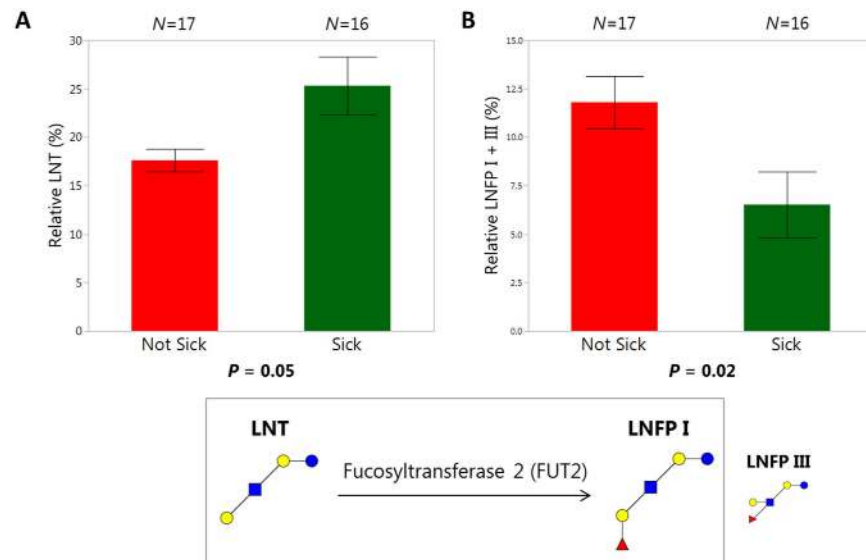 A
N=17
N=16
Relative LNT (%)
30
25
20
15
10
5
0
Not Sick
Sick
P = 0.05
B
N=17
N=16
Relative LNFP I + III (%)
15.0
12.5
10.0
7.5
5.0
2.5
0.0
Not Sick
Sick
P = 0.02
LNT
Fucosyltransferase 2 (FUT2)
LNFP I
LNFP III